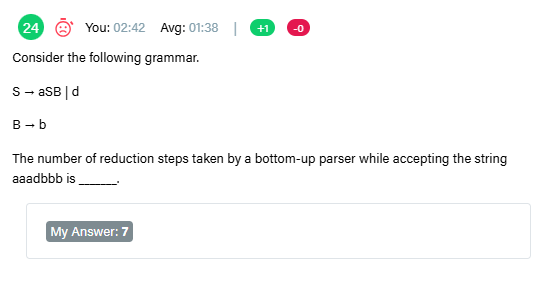 24 You: 02:42 Avg: 01:38 | +1 -0
Consider the following grammar.
S → aSB | d
B → b
The number of reduction steps taken by a bottom-up parser while accepting the string
aaadbbb is ______.
My Answer: 7